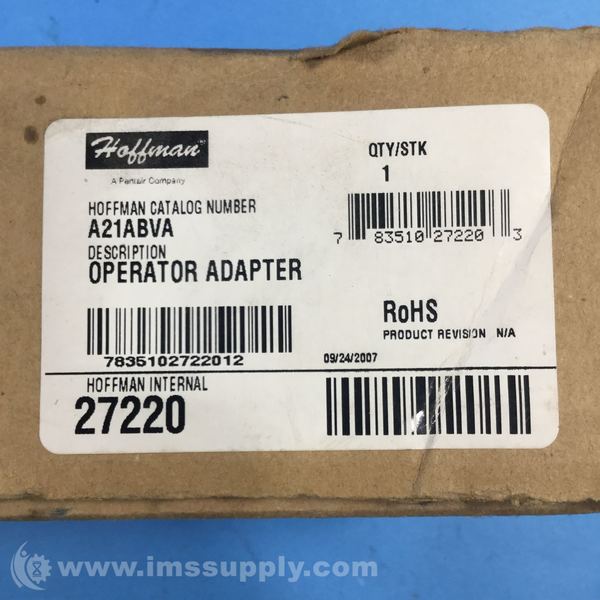 Hoffman
A Pentair Company
QTY/STK
1
HOFFMAN CATALOG NUMBER
A21ABVA
DESCRIPTION
OPERATOR ADAPTER
7 83510 27220 3
7835102722012
RoHS
PRODUCT REVISION N/A
09/24/2007
HOFFMAN INTERNAL
27220
www.imssupply.com